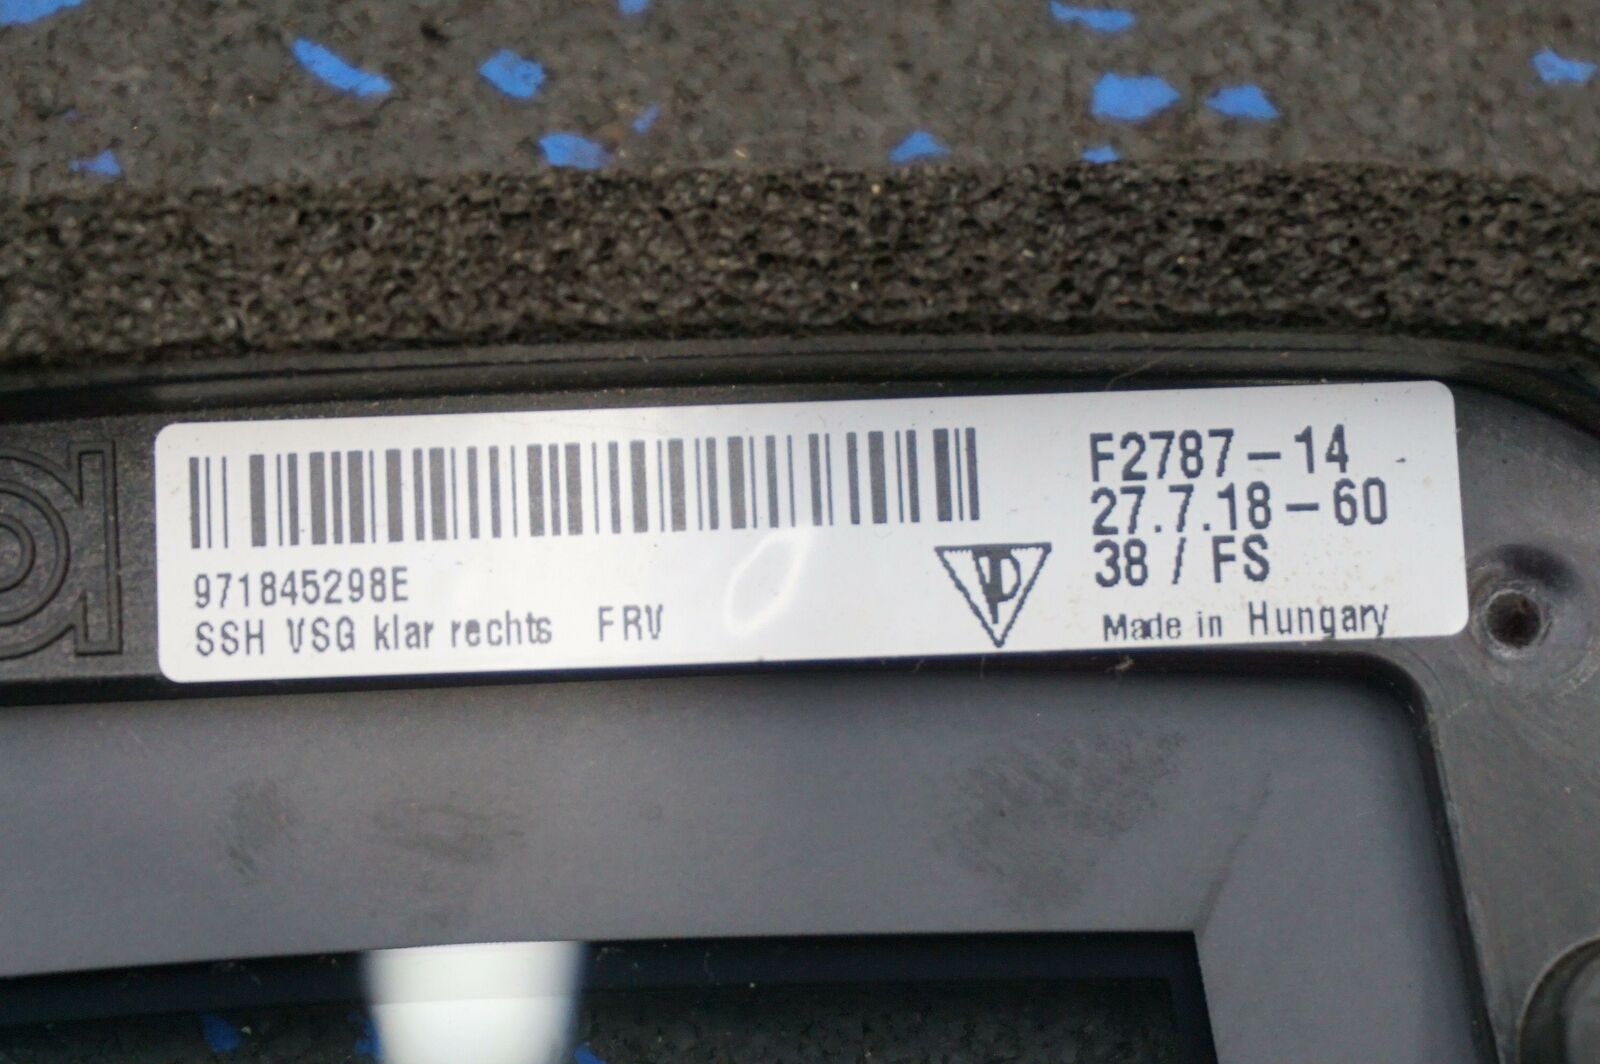 971845298E
SSH VSG klar rechts FRV
F2787-14
27.7.18-60
38 / FS
Made in Hungary